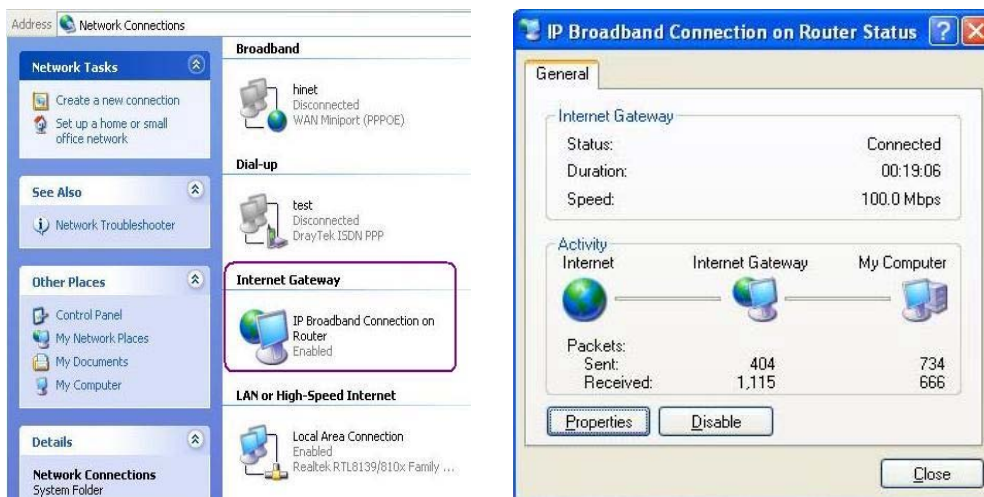 Address Network Connections
Network Tasks
Create a new connection
Set up a home or small
office network
See Also
Network Troubleshooter
Other Places
Control Panel
My Network Places
My Documents
My Computer
Details
Network Connections
System Folder
Broadband
hinet
Disconnected
WAN Miniport (PPPOE)
Dial-up
test
Disconnected
DrayTek ISDN PPP
Internet Gateway
IP Broadband Connection on
Router
Enabled
LAN or High-Speed Internet
Local Area Connection
Enabled
Realtek RTL8139/810x Family ...
IP Broadband Connection on Router Status
General
Internet Gateway
Status: Connected
Duration: 00:19:06
Speed: 100.0 Mbps
Activity
Internet Internet Gateway My Computer
Packets:
Sent: 404 734
Received: 1,115 666
Properties Disable
Close